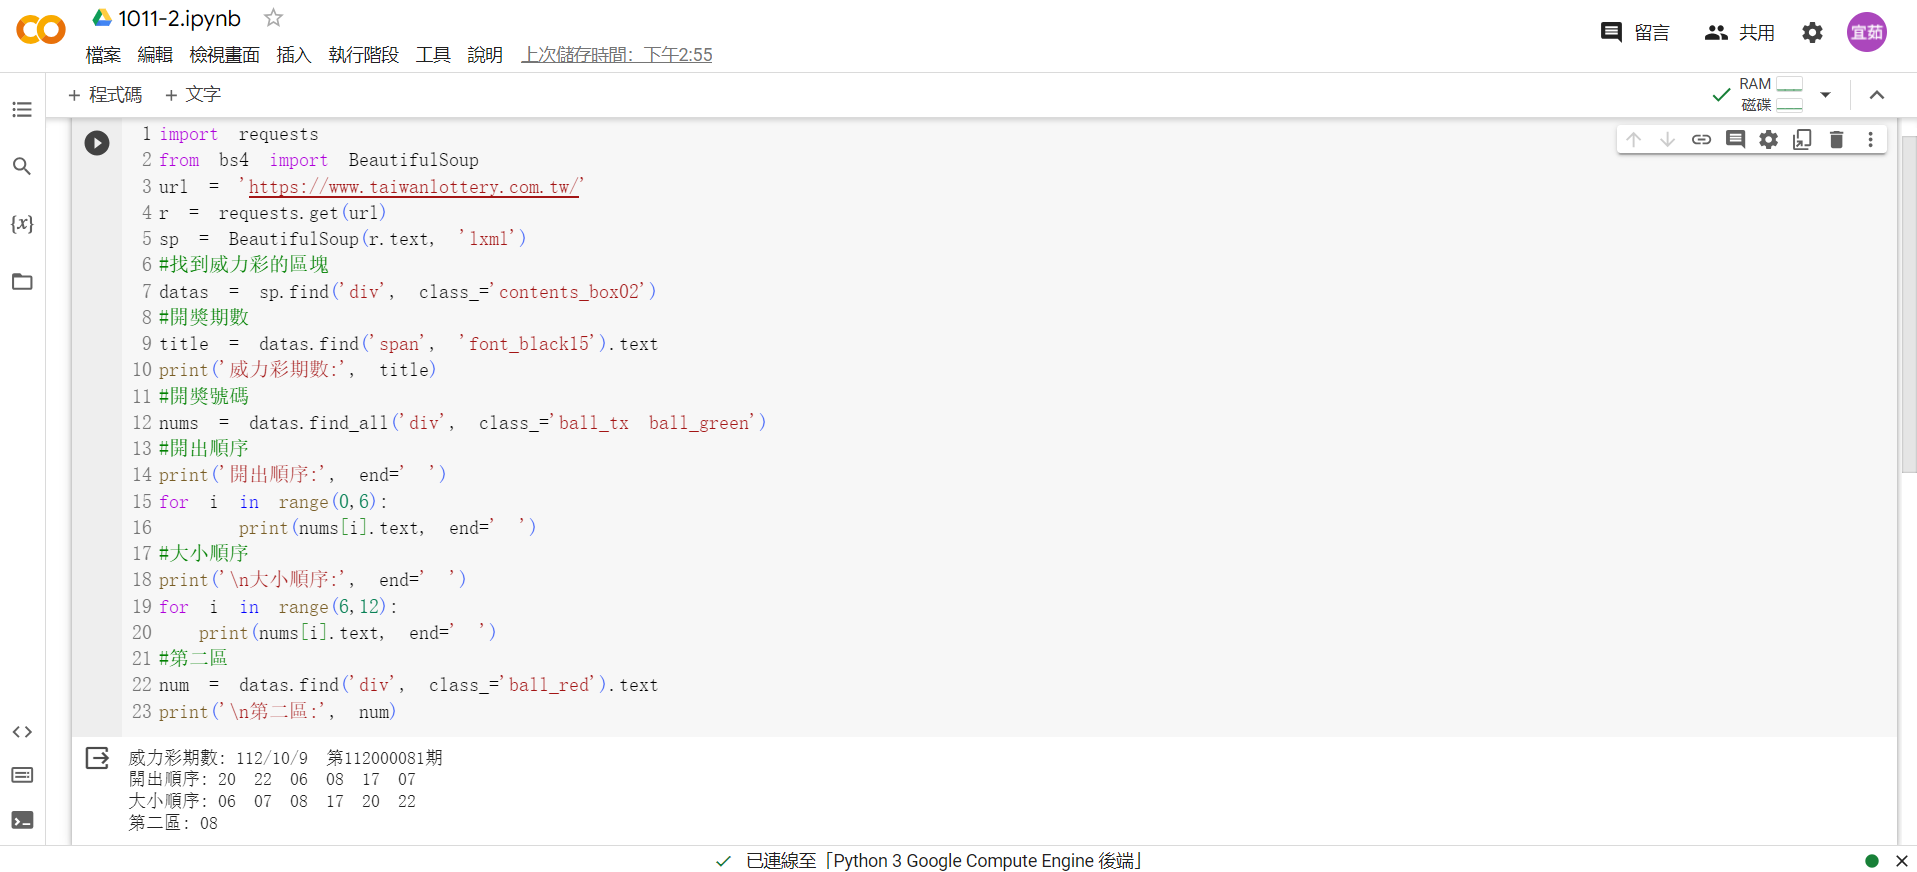 1011-2.ipynb
檔案 編輯 檢視畫面 插入 執行階段 工具 說明 上次儲存時間：下午2:55
留言 共用 宜茹
+ 程式碼 + 文字
RAM
磁碟
1 import requests
2 from bs4 import BeautifulSoup
3 url = 'https://www.taiwanlottery.com.tw/'
4 r = requests.get(url)
5 sp = BeautifulSoup(r.text, 'lxml')
6 #找到威力彩的區塊
7 datas = sp.find('div', class_='contents_box02')
8 #開獎期數
9 title = datas.find('span', 'font_black15').text
10 print('威力彩期數:', title)
11 #開獎號碼
12 nums = datas.find_all('div', class_='ball_tx ball_green')
13 #開出順序
14 print('開出順序:', end=' ')
15 for i in range(0,6):
16 print(nums[i].text, end=' ')
17 #大小順序
18 print('\n大小順序:', end=' ')
19 for i in range(6,12):
20 print(nums[i].text, end=' ')
21 #第二區
22 num = datas.find('div', class_='ball_red').text
23 print('\n第二區:', num)
威力彩期數: 112/10/9 第112000081期
開出順序: 20 22 06 08 17 07
大小順序: 06 07 08 17 20 22
第二區: 08
已連線至「Python 3 Google Compute Engine 後端」